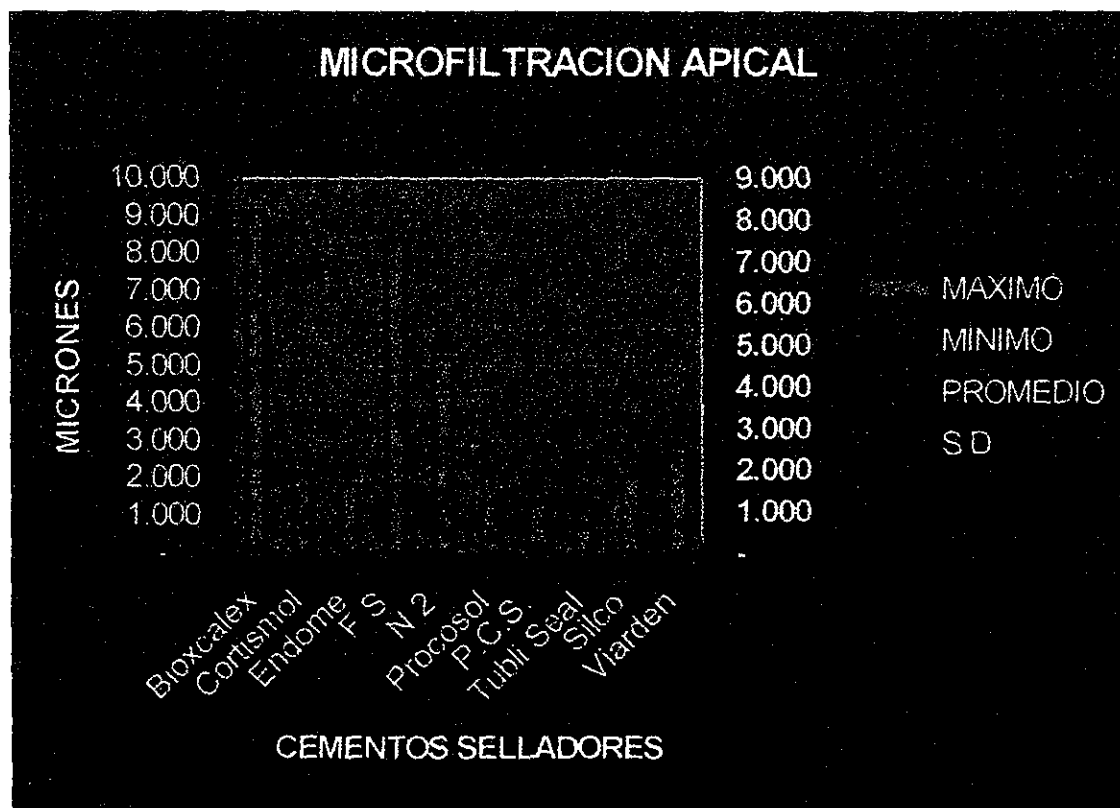 MICROFILTRACION APICAL
10.000
9.000
8.000
7.000
6.000
5.000
4.000
3.000
2.000
1.000
-
MICRONES
9.000
8.000
7.000
6.000
5.000
4.000
3.000
2.000
1.000
-
MAXIMO
MINIMO
PROMEDIO
S D
Bioxcalex
Cortismol
Endome
F S
N 2
Procosol
P.C.S.
Tubli Seal
Silco
Viarden
CEMENTOS SELLADORES